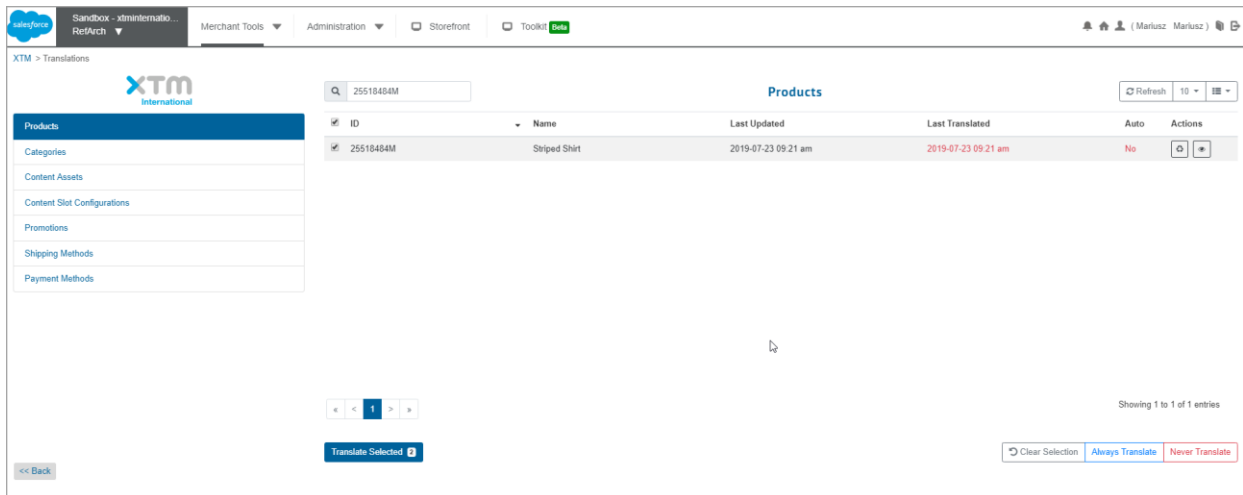 salesforce
Sandbox - xtminternatio...
RefArch
Merchant Tools
Administration
Storefront
Toolkit Beta
( Mariusz Mariusz )
XTM > Translations
XTM
International
25518484M
Products
Refresh
10
Products
ID
Name
Last Updated
Last Translated
Auto
Actions
Categories
25518484M
Striped Shirt
2019-07-23 09:21 am
2019-07-23 09:21 am
No
Content Assets
Content Slot Configurations
Promotions
Shipping Methods
Payment Methods
« < 1 > »
Showing 1 to 1 of 1 entries
Translate Selected 2
Clear Selection
Always Translate
Never Translate
<< Back